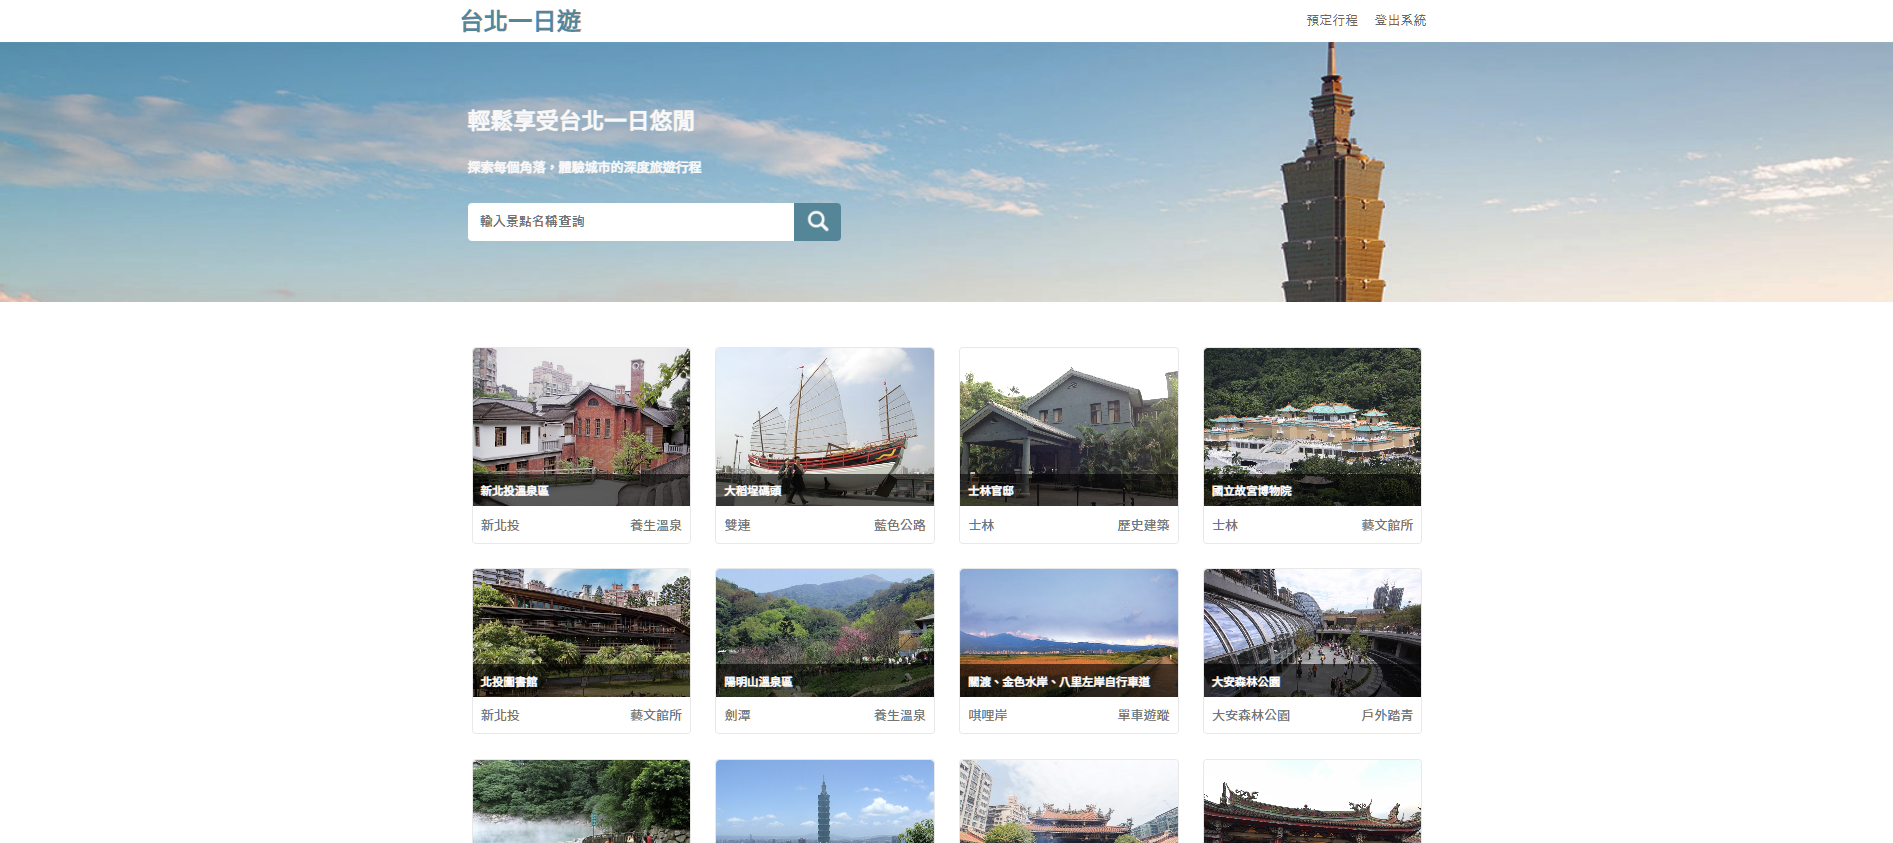 台北一日遊
預定行程 登出系統
輕鬆享受台北一日悠閒
探索每個角落，體驗城市的深度旅遊行程
輸入景點名稱查詢
新北投溫泉區
大稻埕碼頭
士林官邸
國立故宮博物院
新北投 養生溫泉
雙連 藍色公路
士林 歷史建築
士林 藝文館所
北投圖書館
陽明山溫泉區
關渡、金色水岸、八里左岸自行車道
大安森林公園
新北投 藝文館所
劍潭 養生溫泉
唭哩岸 單車遊蹤
大安森林公園 戶外踏青